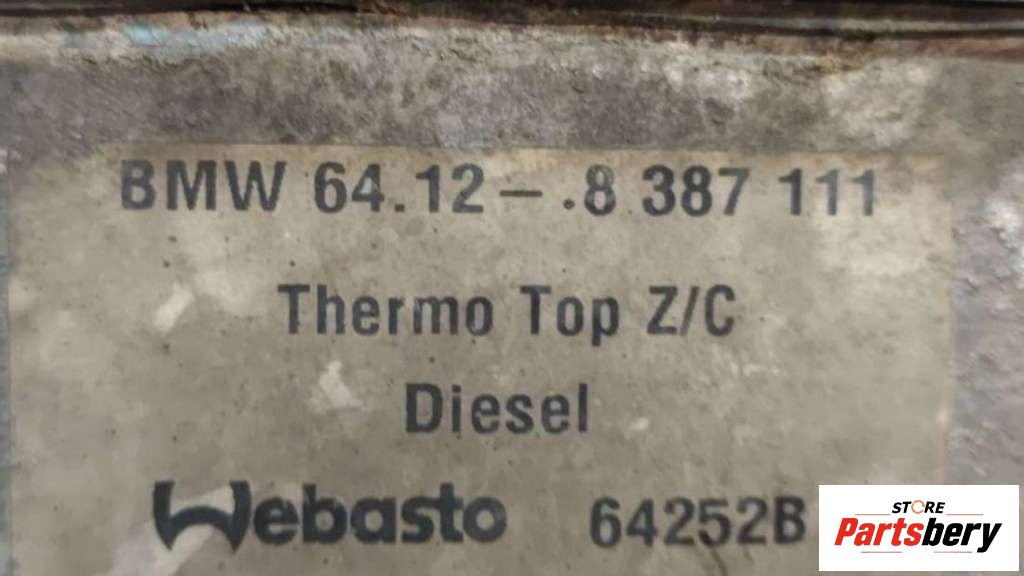 BMW 64.12 - .8 387 111
Thermo Top Z/C
Diesel
Webasto 64252B
STORE
Partsbery